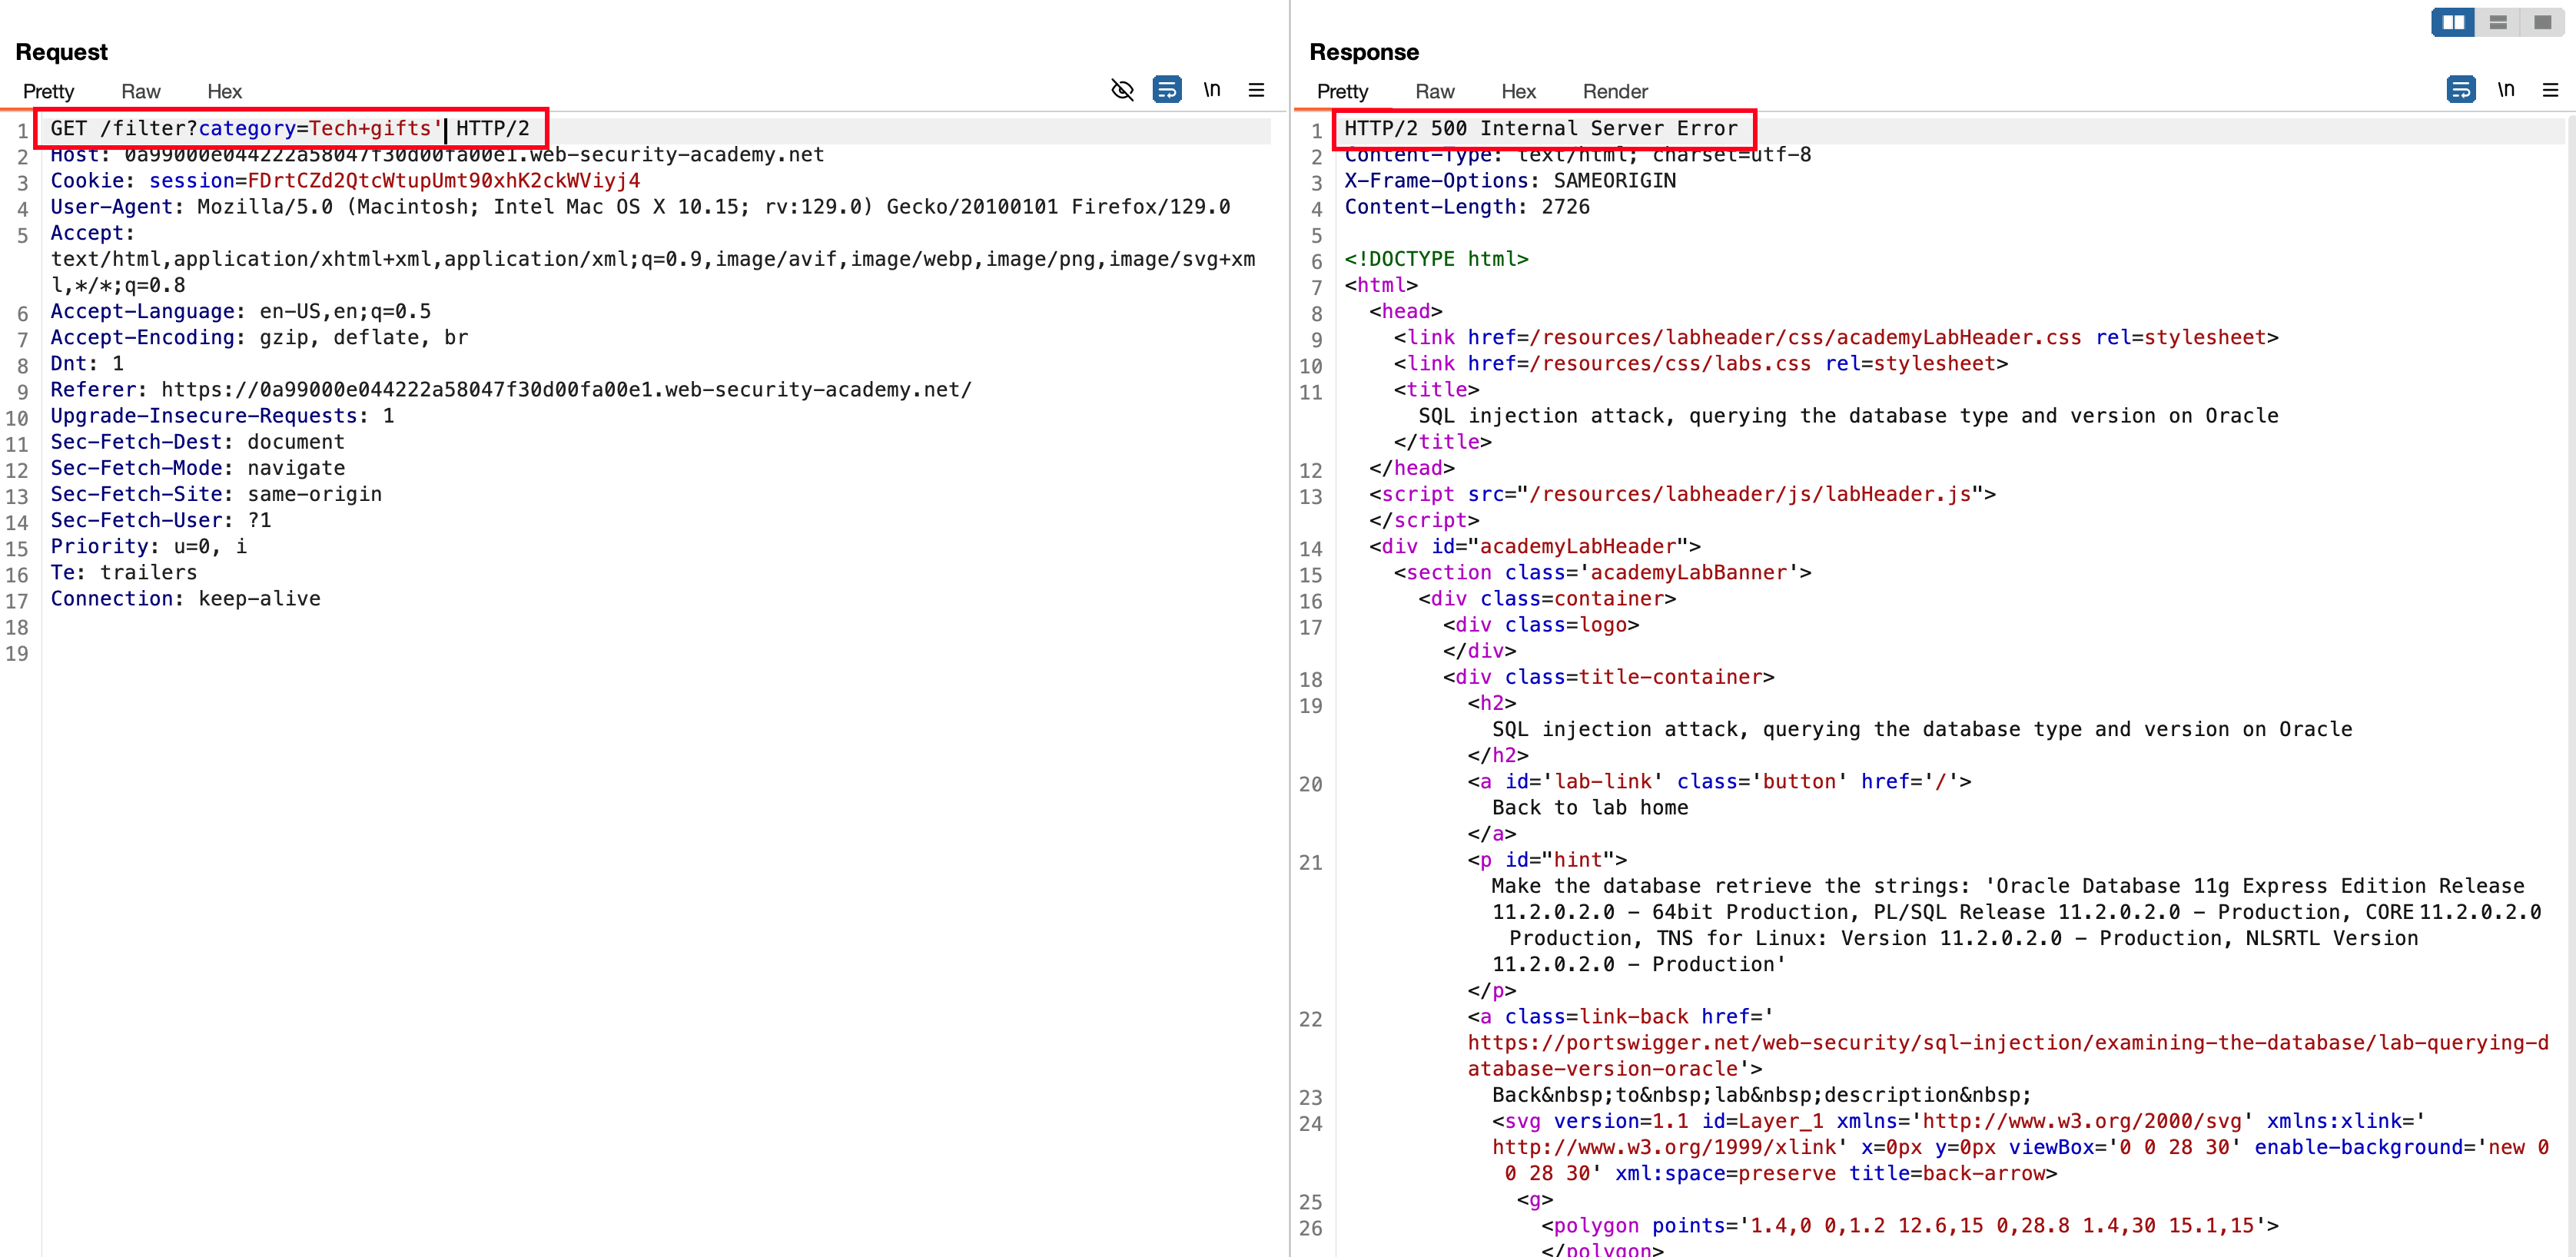 Request
Pretty Raw Hex \n
1 GET /filter?category=Tech+gifts' HTTP/2
2 Host: 0a99000e044222a58047f30d00fa00e1.web-security-academy.net
3 Cookie: session=FDrtCZd2QtcWtupUmt90xhK2ckWViyj4
4 User-Agent: Mozilla/5.0 (Macintosh; Intel Mac OS X 10.15; rv:129.0) Gecko/20100101 Firefox/129.0
5 Accept:
text/html,application/xhtml+xml,application/xml;q=0.9,image/avif,image/webp,image/png,image/svg+xm
l,*/*;q=0.8
6 Accept-Language: en-US,en;q=0.5
7 Accept-Encoding: gzip, deflate, br
8 Dnt: 1
9 Referer: https://0a99000e044222a58047f30d00fa00e1.web-security-academy.net/
10 Upgrade-Insecure-Requests: 1
11 Sec-Fetch-Dest: document
12 Sec-Fetch-Mode: navigate
13 Sec-Fetch-Site: same-origin
14 Sec-Fetch-User: ?1
15 Priority: u=0, i
16 Te: trailers
17 Connection: keep-alive
18
19
Response
Pretty Raw Hex Render \n
1 HTTP/2 500 Internal Server Error
2 Content-Type: text/html; charset=utf-8
3 X-Frame-Options: SAMEORIGIN
4 Content-Length: 2726
5
6 <!DOCTYPE html>
7 <html>
8 <head>
9 <link href=/resources/labheader/css/academyLabHeader.css rel=stylesheet>
10 <link href=/resources/css/labs.css rel=stylesheet>
11 <title>
SQL injection attack, querying the database type and version on Oracle
</title>
12 </head>
13 <script src="/resources/labheader/js/labHeader.js">
</script>
14 <div id="academyLabHeader">
15 <section class='academyLabBanner'>
16 <div class=container>
17 <div class=logo>
</div>
18 <div class=title-container>
19 <h2>
SQL injection attack, querying the database type and version on Oracle
</h2>
20 <a id='lab-link' class='button' href='/'>
Back to lab home
</a>
21 <p id="hint">
Make the database retrieve the strings: 'Oracle Database 11g Express Edition Release
11.2.0.2.0 - 64bit Production, PL/SQL Release 11.2.0.2.0 - Production, CORE 11.2.0.2.0
Production, TNS for Linux: Version 11.2.0.2.0 - Production, NLSRTL Version
11.2.0.2.0 - Production'
</p>
22 <a class=link-back href='
https://portswigger.net/web-security/sql-injection/examining-the-database/lab-querying-d
atabase-version-oracle'>
23 Back&nbsp;to&nbsp;lab&nbsp;description&nbsp;
24 <svg version=1.1 id=Layer_1 xmlns='http://www.w3.org/2000/svg' xmlns:xlink='
http://www.w3.org/1999/xlink' x=0px y=0px viewBox='0 0 28 30' enable-background='new 0
0 28 30' xml:space=preserve title=back-arrow>
25 <g>
26 <polygon points='1.4,0 0,1.2 12.6,15 0,28.8 1.4,30 15.1,15'>
</polygon>